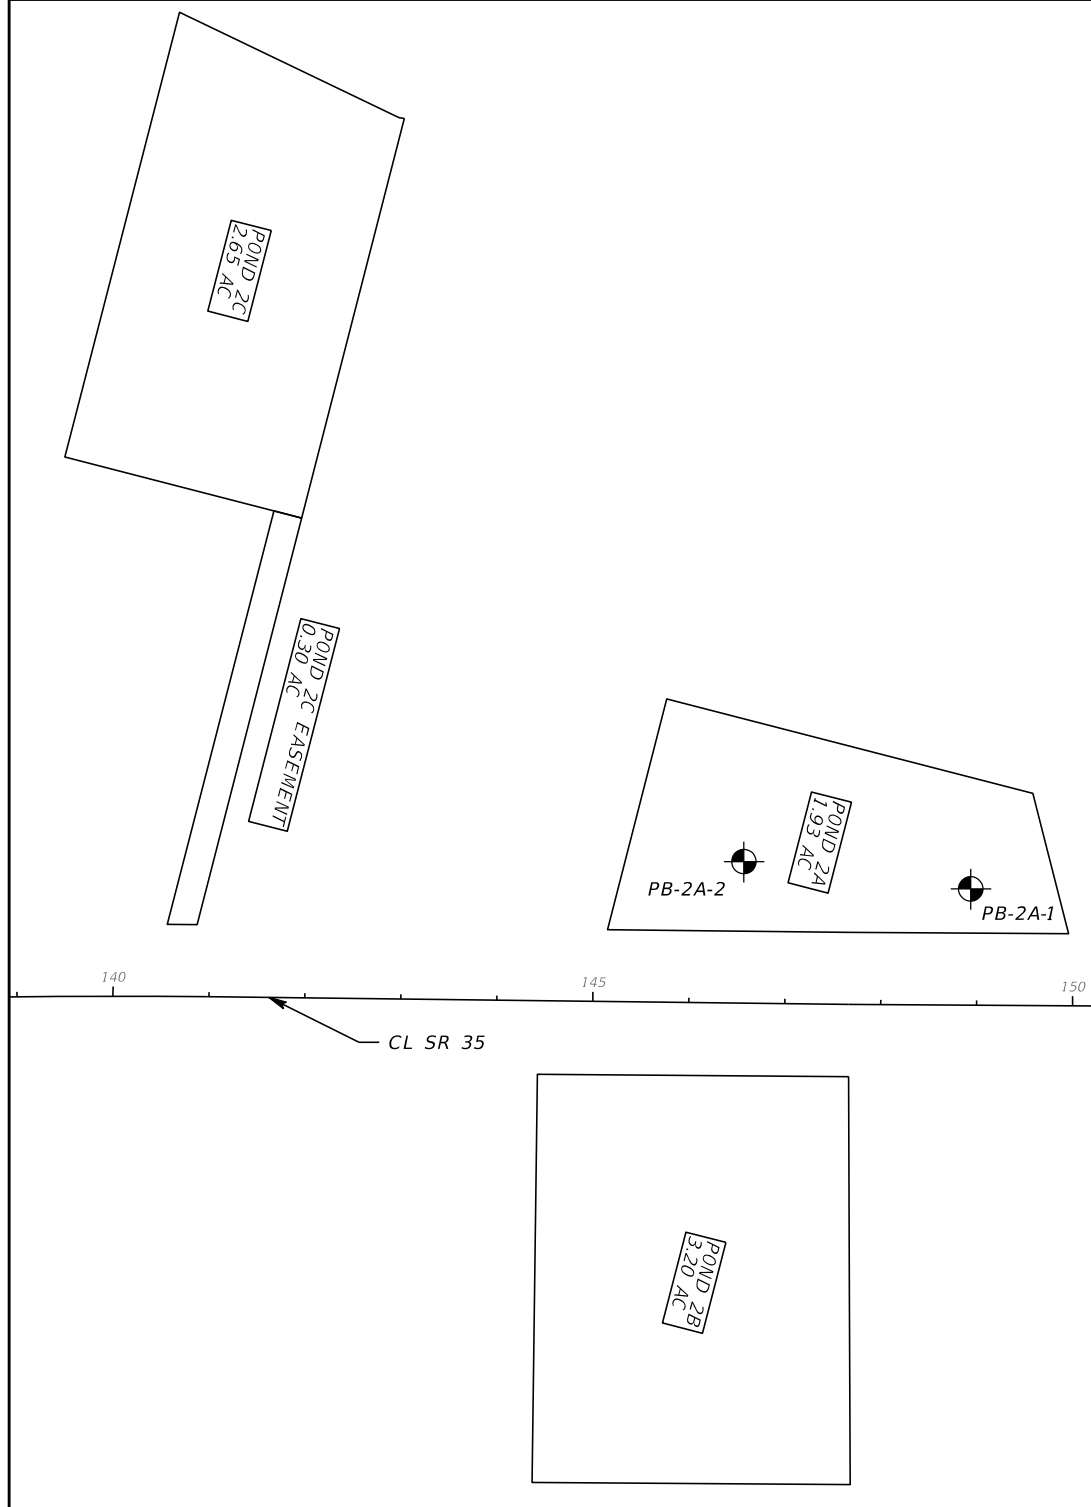 POND 2C
2.65 AC
POND 2C EASEMENT
0.30 AC
POND 2A
1.93 AC
PB-2A-2
PB-2A-1
140
145
150
CL SR 35
POND 2B
3.20 AC